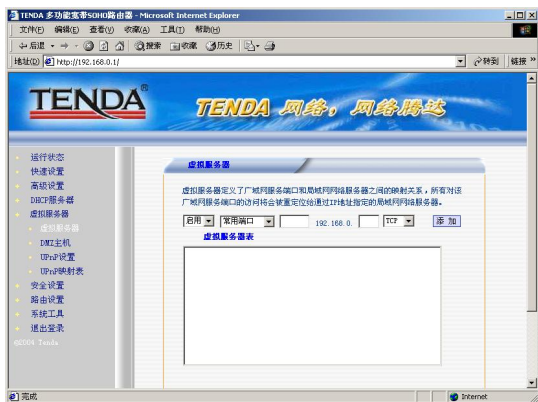 TENDA 多功能宽带SOHO路由器 - Microsoft Internet Explorer
文件(F) 编辑(E) 查看(V) 收藏(A) 工具(T) 帮助(H)
后退 搜索 收藏 历史
地址(D) http://192.168.0.1/ 转到 链接 »
TENDA®
TENDA 网络，网络腾达
运行状态
快速设置
高级设置
DHCP服务器
虚拟服务器
虚拟服务器
DMZ主机
UPnP设置
UPnP映射表
安全设置
路由设置
系统工具
退出登录
@2004 Tenda
虚拟服务器
虚拟服务器定义了广域网服务端口和局域网网络服务器之间的映射关系，所有对该
广域网服务端口的访问将会被重定位给通过IP地址指定的局域网网络服务器。
启用 常用端口 192.168.0. TCP 添 加
虚拟服务器表
完成 Internet